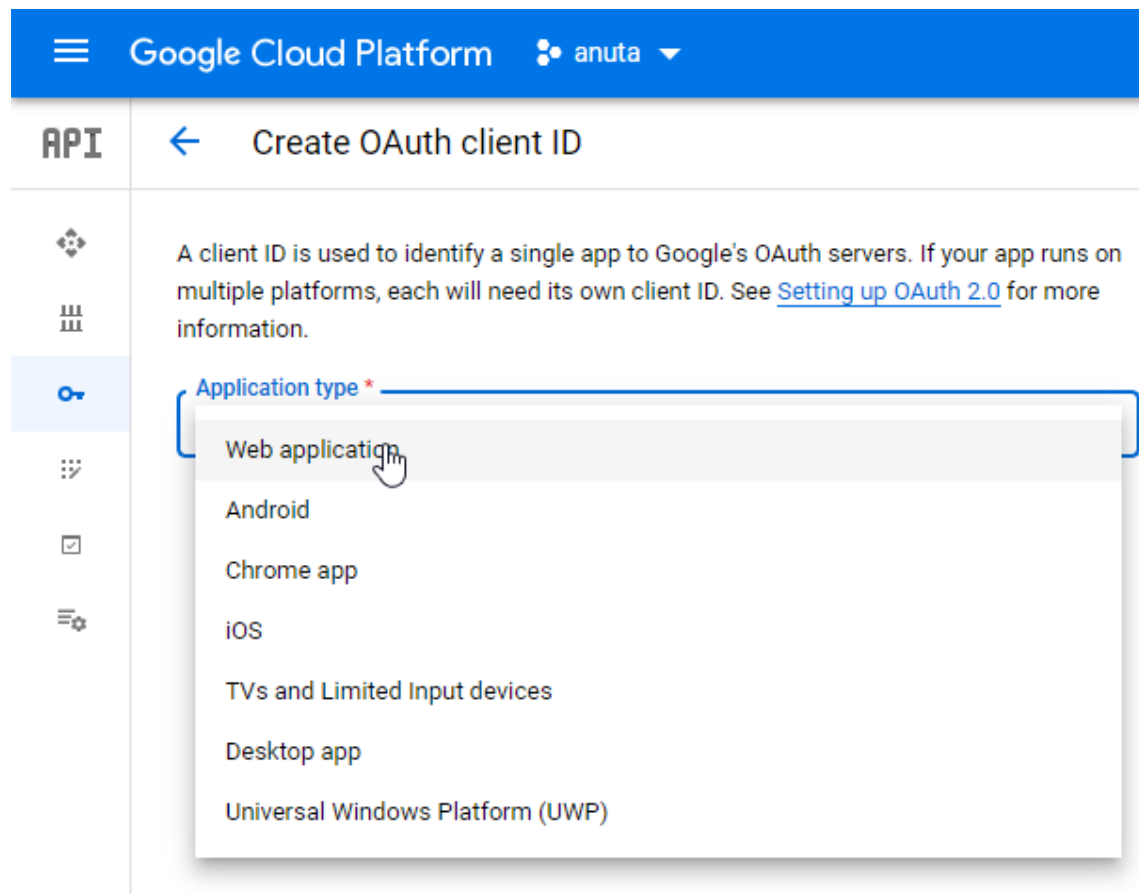 Google Cloud Platform anuta
API Create OAuth client ID
A client ID is used to identify a single app to Google's OAuth servers. If your app runs on
multiple platforms, each will need its own client ID. See Setting up OAuth 2.0 for more
information.
Application type *
Web application
Android
Chrome app
iOS
TVs and Limited Input devices
Desktop app
Universal Windows Platform (UWP)